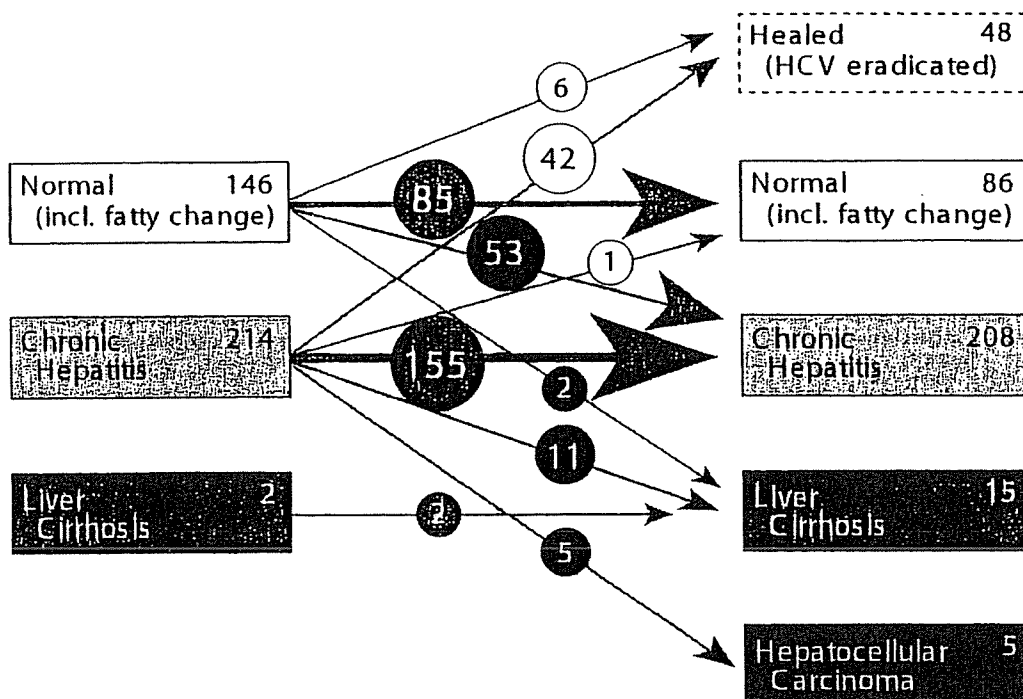 Healed 48
(HCV eradicated)
6
42
Normal 146
(incl. fatty change)
85
Normal 86
(incl. fatty change)
53
1
Chronic 214
Hepatitis
155
Chronic 208
Hepatitis
2
11
Liver 2
Cirrhosis
2
Liver 15
Cirrhosis
5
Hepatocellular 5
Carcinoma